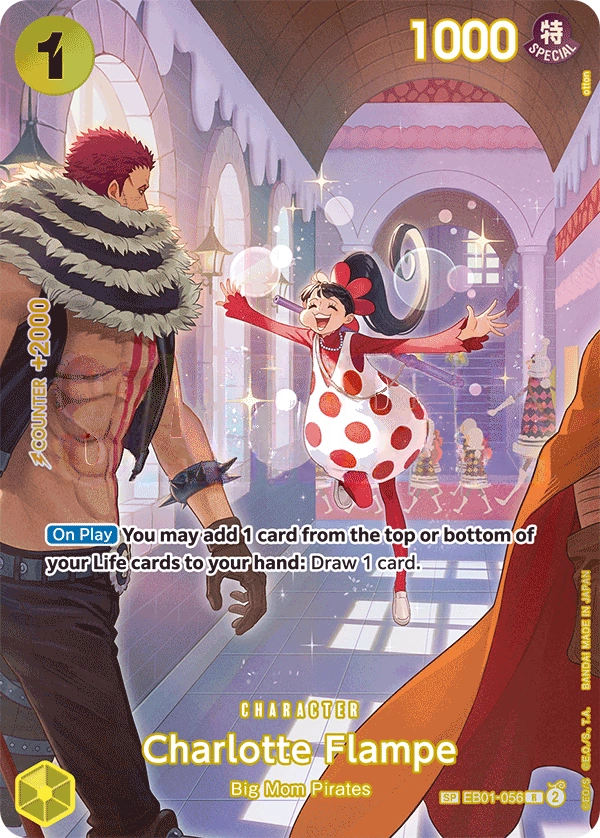 1
1000
特
SPECIAL
otton
COUNTER +2000
On Play You may add 1 card from the top or bottom of
your Life cards to your hand: Draw 1 card.
CHARACTER
Charlotte Flampe
Big Mom Pirates
SP EB01-056 R 2
©E.O./S, T.A. BANDAI MADE IN JAPAN